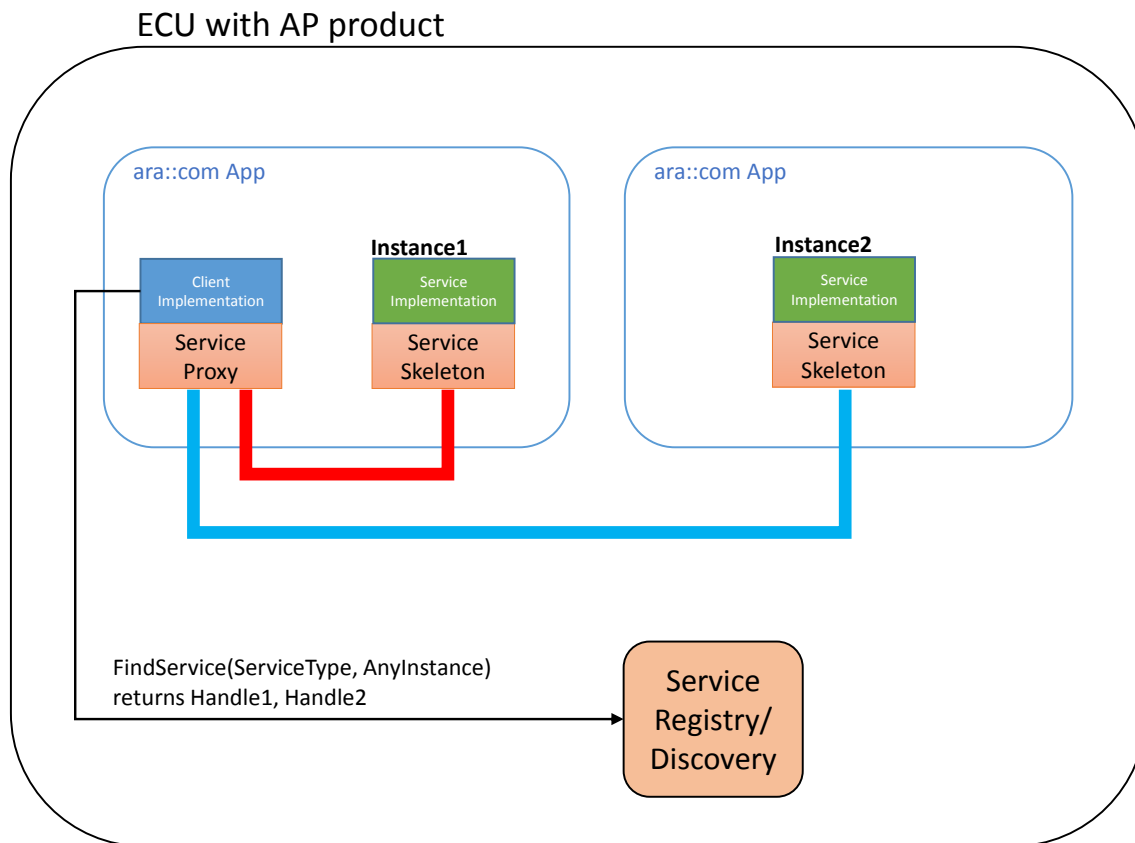 ECU with AP product
ara::com App
ara::com App
Instance1
Instance2
Client
Implementation
Service
Implementation
Service
Implementation
Service
Proxy
Service
Skeleton
Service
Skeleton
FindService(ServiceType, AnyInstance)
returns Handle1, Handle2
Service
Registry/
Discovery